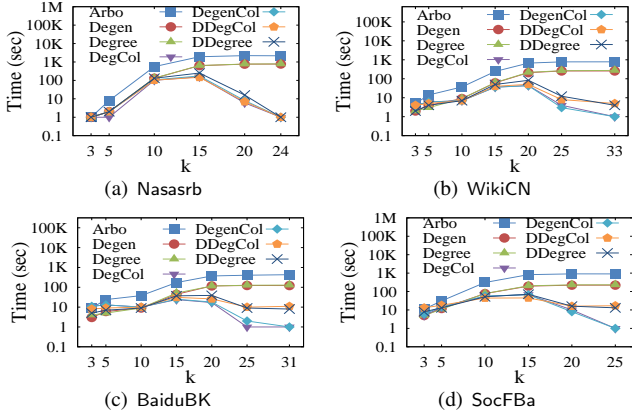 Time (sec)
1M
100K
10K
1K
100
10
1
0.1
Arbo
Degen
Degree
DegCol
DegenCol
DDegCol
DDegree
3 5 10 15 20 24
k
(a) Nasasrb
Time (sec)
100K
10K
1K
100
10
1
0.1
Arbo
Degen
Degree
DegCol
DegenCol
DDegCol
DDegree
3 5 10 15 20 25 33
k
(b) WikiCN
Time (sec)
100K
10K
1K
100
10
1
0.1
Arbo
Degen
Degree
DegCol
DegenCol
DDegCol
DDegree
3 5 10 15 20 25 31
k
(c) BaiduBK
Time (sec)
1M
100K
10K
1K
100
10
1
0.1
Arbo
Degen
Degree
DegCol
DegenCol
DDegCol
DDegree
3 5 10 15 20 25
k
(d) SocFBa